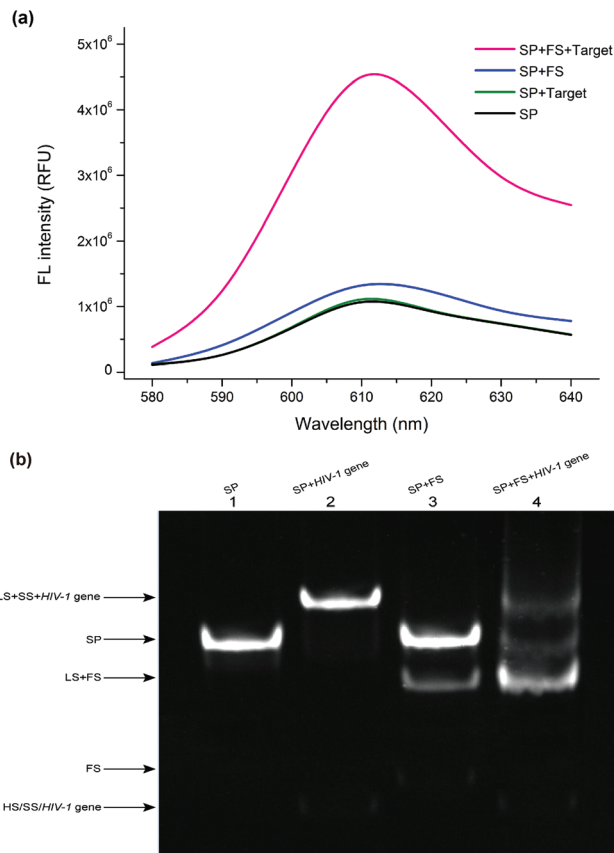 (a)
5x10⁶
4x10⁶
3x10⁶
2x10⁶
1x10⁶
0
FL intensity (RFU)
580 590 600 610 620 630 640
Wavelength (nm)
SP+FS+Target
SP+FS
SP+Target
SP
(b)
SP
SP+HIV-1 gene
SP+FS
SP+FS+HIV-1 gene
1 2 3 4
LS+SS+HIV-1 gene
SP
LS+FS
FS
HS/SS/HIV-1 gene